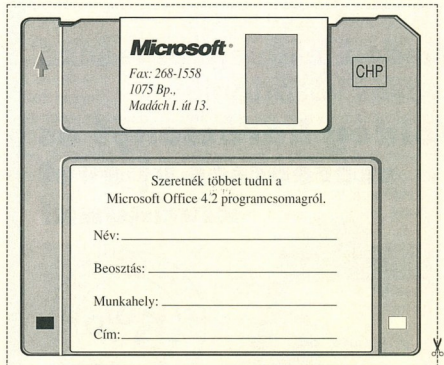 Microsoft®
Fax: 268-1558
1075 Bp.,
Madách I. út 13.
CHP
Szeretnék többet tudni a
Microsoft Office 4.2 programcsomagról.
Név:
Beosztás:
Munkahely:
Cím: